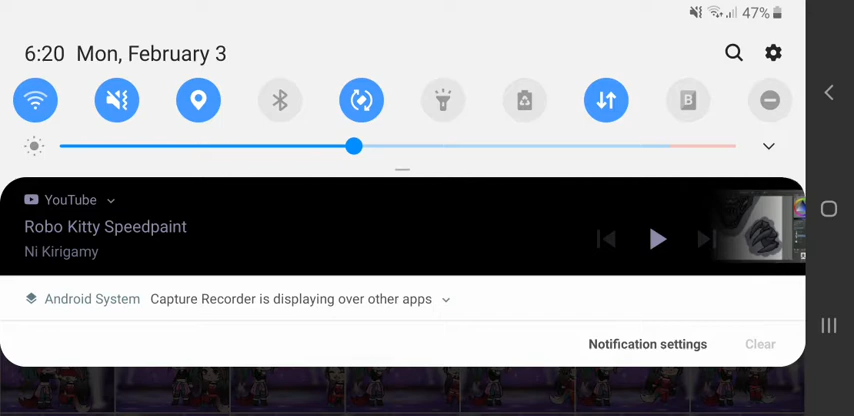 47%
6:20 Mon, February 3
B
YouTube
Robo Kitty Speedpaint
Ni Kirigamy
Android System Capture Recorder is displaying over other apps
Notification settings Clear